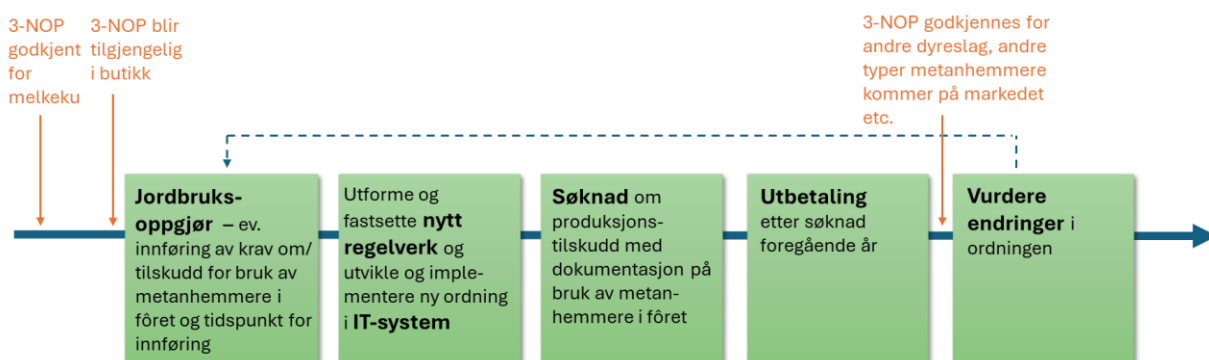 3-NOP
godkjent
for
melkeku
3-NOP blir
tilgjengelig
i butikk
3-NOP godkjennes for
andre dyreslag, andre
typer metanhemmere
kommer på markedet
etc.
Jordbruks-
oppgjør – ev.
innføring av krav om/
tilskudd for bruk av
metanhemmere i
fôret og tidspunkt for
innføring
Utforme og
fastsette nytt
regelverk og
utvikle og imple-
mentere ny ordning
i IT-system
Søknad om
produksjons-
tilskudd med
dokumentasjon på
bruk av metan-
hemmere i fôret
Utbetaling
etter søknad
foregående år
Vurdere
endringer i
ordningen